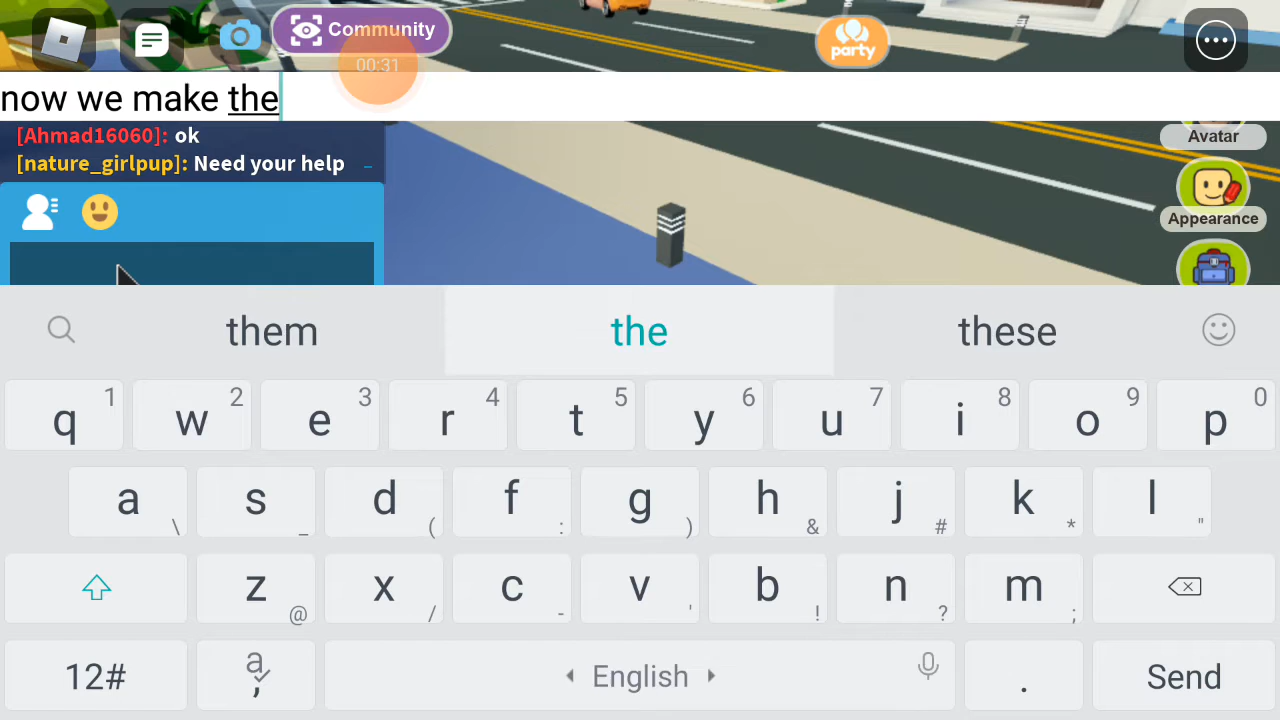 Community
party
00:31
now we make the
[Ahmad16060]: ok
[nature_girlpup]: Need your help
Avatar
Appearance
them the these
q 1 w 2 e 3 r 4 t 5 y 6 u 7 i 8 o 9 p 0
a \ s _ d ( f : g ) h & j # k * l "
z @ x / c - v ' b ! n ? m ;
12# a , English . Send